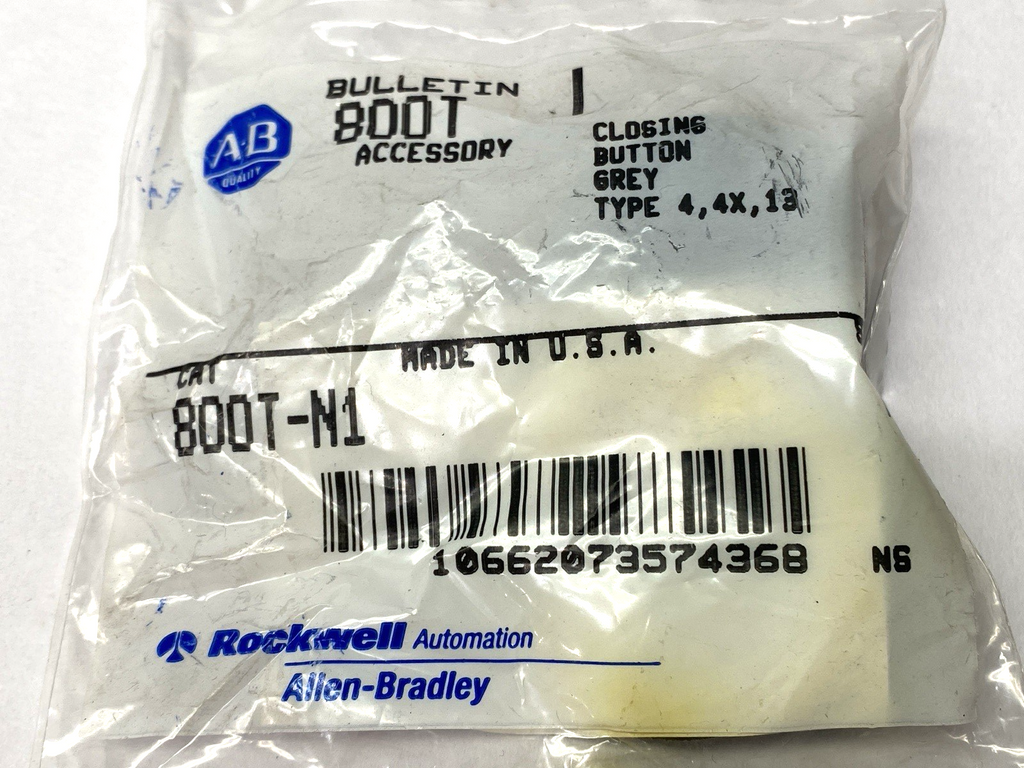 A-B
QUALITY
BULLETIN
800T
ACCESSORY
CLOSING
BUTTON
GREY
TYPE 4,4X,13
CAT
MADE IN U.S.A.
800T-N1
10662073574368
NS
Rockwell Automation
Allen-Bradley